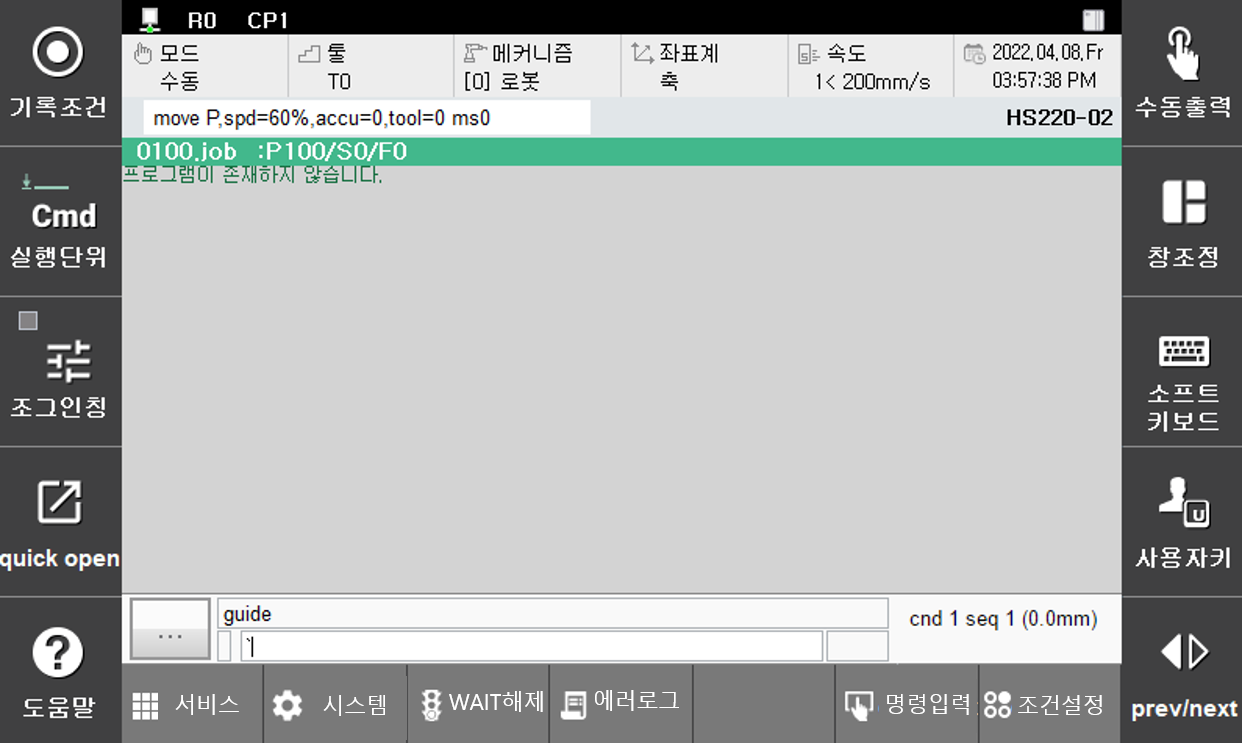 R0 CP1
모드
수동
툴
T0
메커니즘
[0] 로봇
좌표계
축
속도
1< 200mm/s
2022.04.08.Fr
03:57:38 PM
move P,spd=60%,accu=0,tool=0 ms0
HS220-02
0100.job :P100/S0/F0
프로그램이 존재하지 않습니다.
기록조건
Cmd
실행단위
조그인칭
quick open
도움말
수동출력
창조정
소프트
키보드
U
사용자키
prev/next
...
guide
`
cnd 1 seq 1 (0.0mm)
서비스
시스템
WAIT해제
에러로그
명령입력
조건설정